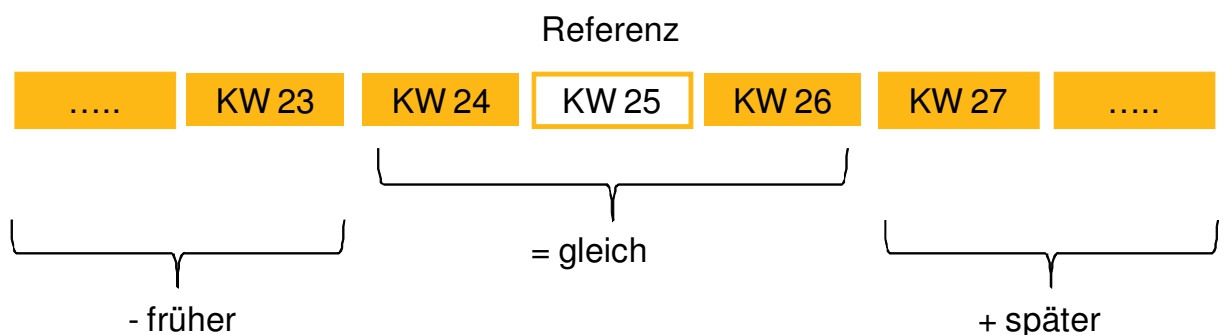 Referenz
….. KW 23 KW 24 KW 25 KW 26 KW 27 …..
= gleich
- früher + später